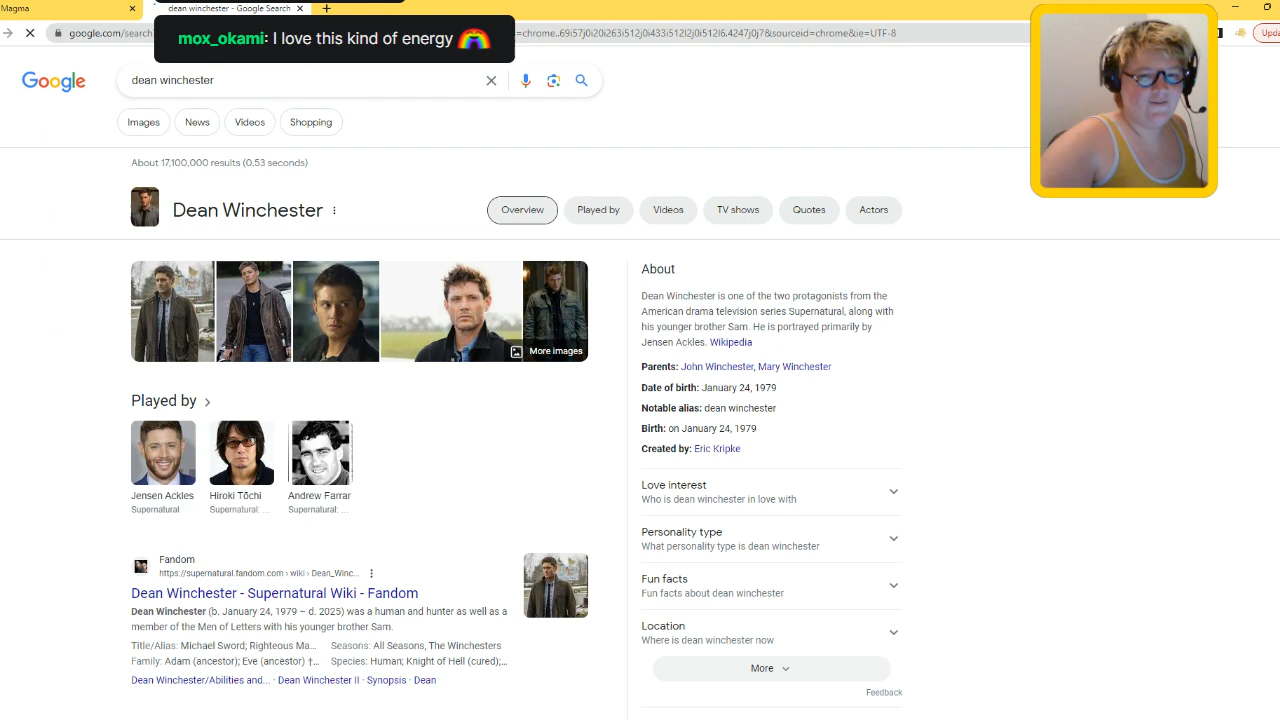 Magma
dean winchester - Google Search
mox_okami: I love this kind of energy 🌈
google.com/search
=chrome..69i57j0i20i263i512j0i433i512l2j0i512l6.4247j0j7&sourceid=chrome&ie=UTF-8
Upda
Google
dean winchester
Images
News
Videos
Shopping
About 17,100,000 results (0.53 seconds)
Dean Winchester
Overview
Played by
Videos
TV shows
Quotes
Actors
More images
About
Dean Winchester is one of the two protagonists from the
American drama television series Supernatural, along with
his younger brother Sam. He is portrayed primarily by
Jensen Ackles. Wikipedia
Parents: John Winchester, Mary Winchester
Date of birth: January 24, 1979
Notable alias: dean winchester
Birth: on January 24, 1979
Created by: Eric Kripke
Played by
Jensen Ackles
Supernatural
Hiroki Tōchi
Supernatural: ...
Andrew Farrar
Supernatural: ...
Love interest
Who is dean winchester in love with
Personality type
What personality type is dean winchester
Fun facts
Fun facts about dean winchester
Location
Where is dean winchester now
More
Feedback
Fandom
https://supernatural.fandom.com › wiki › Dean_Winc...
Dean Winchester - Supernatural Wiki - Fandom
Dean Winchester (b. January 24, 1979 – d. 2025) was a human and hunter as well as a
member of the Men of Letters with his younger brother Sam.
Title/Alias: Michael Sword; Righteous Ma... Seasons: All Seasons, The Winchesters
Family: Adam (ancestor); Eve (ancestor) †... Species: Human; Knight of Hell (cured);...
Dean Winchester/Abilities and... · Dean Winchester II · Synopsis · Dean